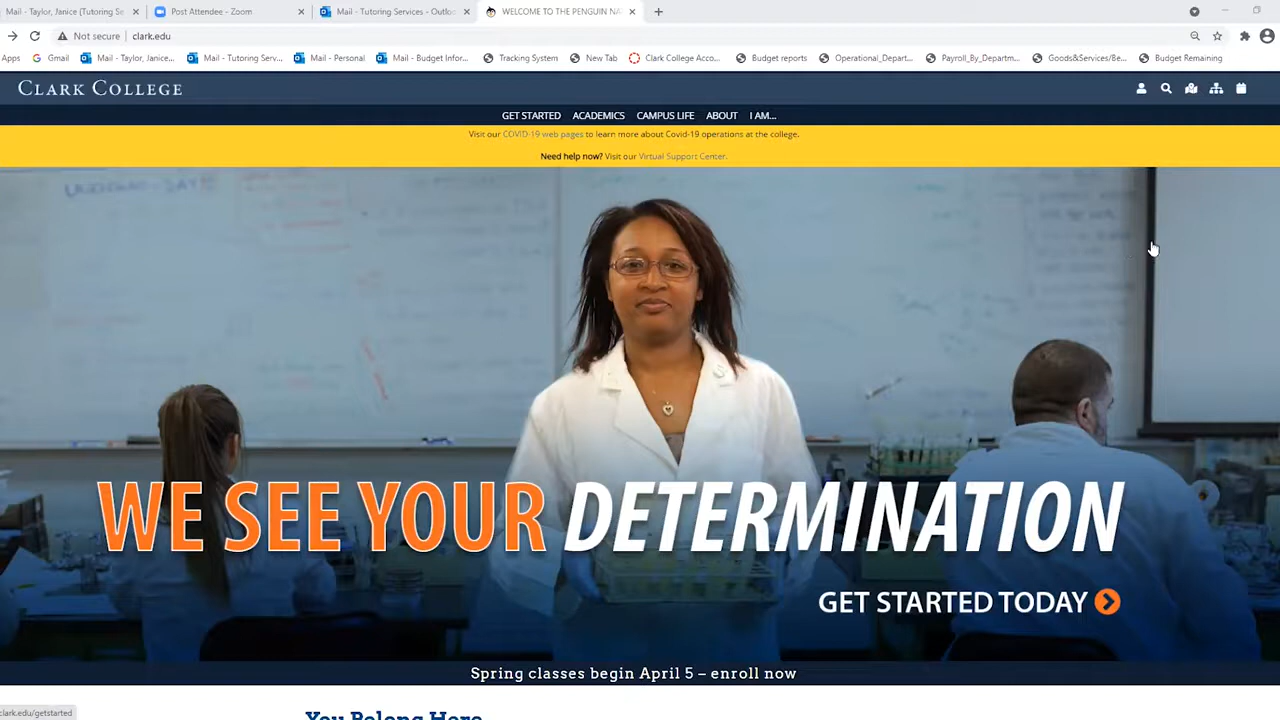 Mail - Taylor, Janice (Tutoring Se
Post Attendee - Zoom
Mail - Tutoring Services - Outlo
WELCOME TO THE PENGUIN NA
Not secure
clark.edu
Apps
Gmail
Mail - Taylor, Janice...
Mail - Tutoring Serv...
Mail - Personal
Mail - Budget Infor...
Tracking System
New Tab
Clark College Acco...
Budget reports
Operational_Depart...
Payroll_By_Departm...
Goods&Services/Be...
Budget Remaining
CLARK COLLEGE
GET STARTED ACADEMICS CAMPUS LIFE ABOUT I AM...
Visit our COVID-19 web pages to learn more about Covid-19 operations at the college.
Need help now? Visit our Virtual Support Center.
WE SEE YOUR DETERMINATION
GET STARTED TODAY
Spring classes begin April 5 – enroll now
You Belong Here
clark.edu/getstarted